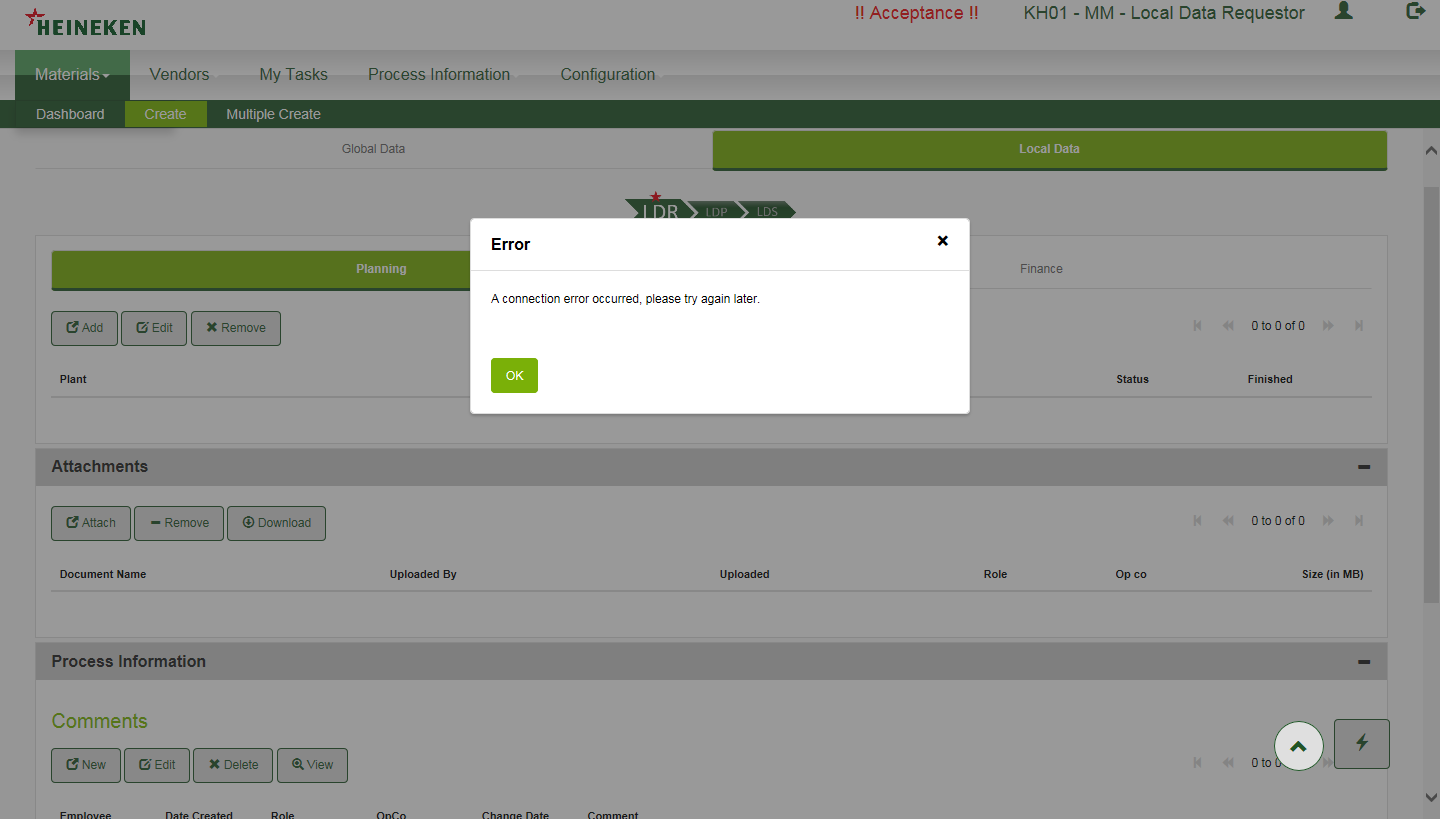 HEINEKEN
!! Acceptance !!
KH01 - MM - Local Data Requestor
Materials
Vendors
My Tasks
Process Information
Configuration
Dashboard
Create
Multiple Create
Global Data
Local Data
LDR
LDP
LDS
Error
A connection error occurred, please try again later.
OK
Planning
Finance
Add
Edit
Remove
0 to 0 of 0
Plant
Status
Finished
Attachments
Attach
Remove
Download
0 to 0 of 0
Document Name
Uploaded By
Uploaded
Role
Op co
Size (in MB)
Process Information
Comments
New
Edit
Delete
View
0 to 0
Employee
Date Created
Role
OpCo
Change Date
Comment